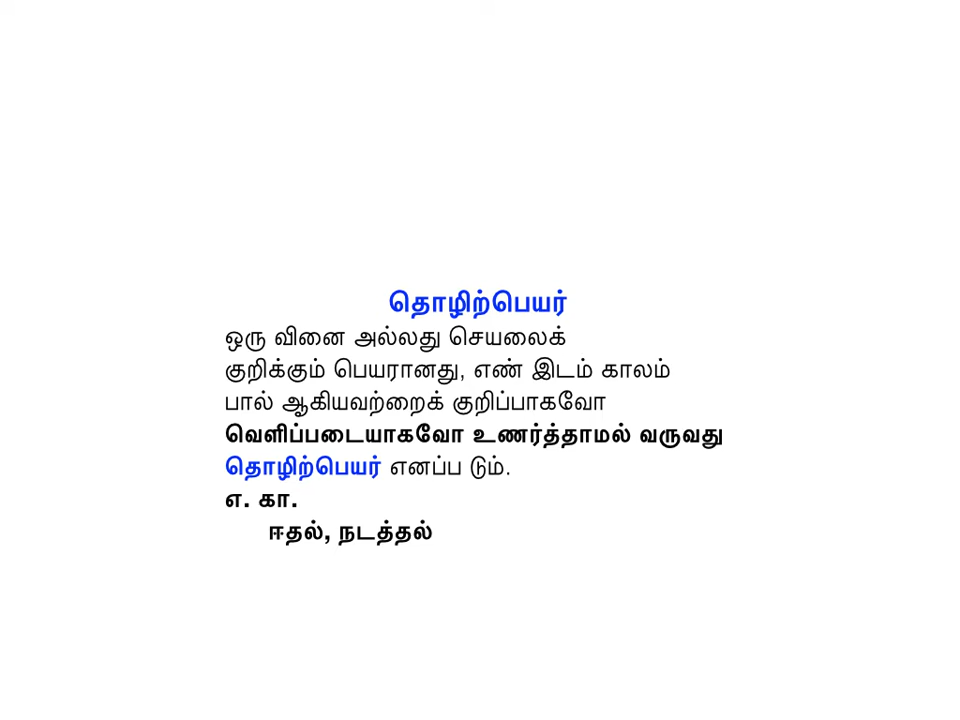 தொழிற்பெயர்
ஒரு வினை அல்லது செயலைக்
குறிக்கும் பெயரானது, எண் இடம் காலம்
பால் ஆகியவற்றைக் குறிப்பாகவோ
வெளிப்படையாகவோ உணர்த்தாமல் வருவது
தொழிற்பெயர் எனப்ப டும்.
எ. கா.
ஈதல், நடத்தல்